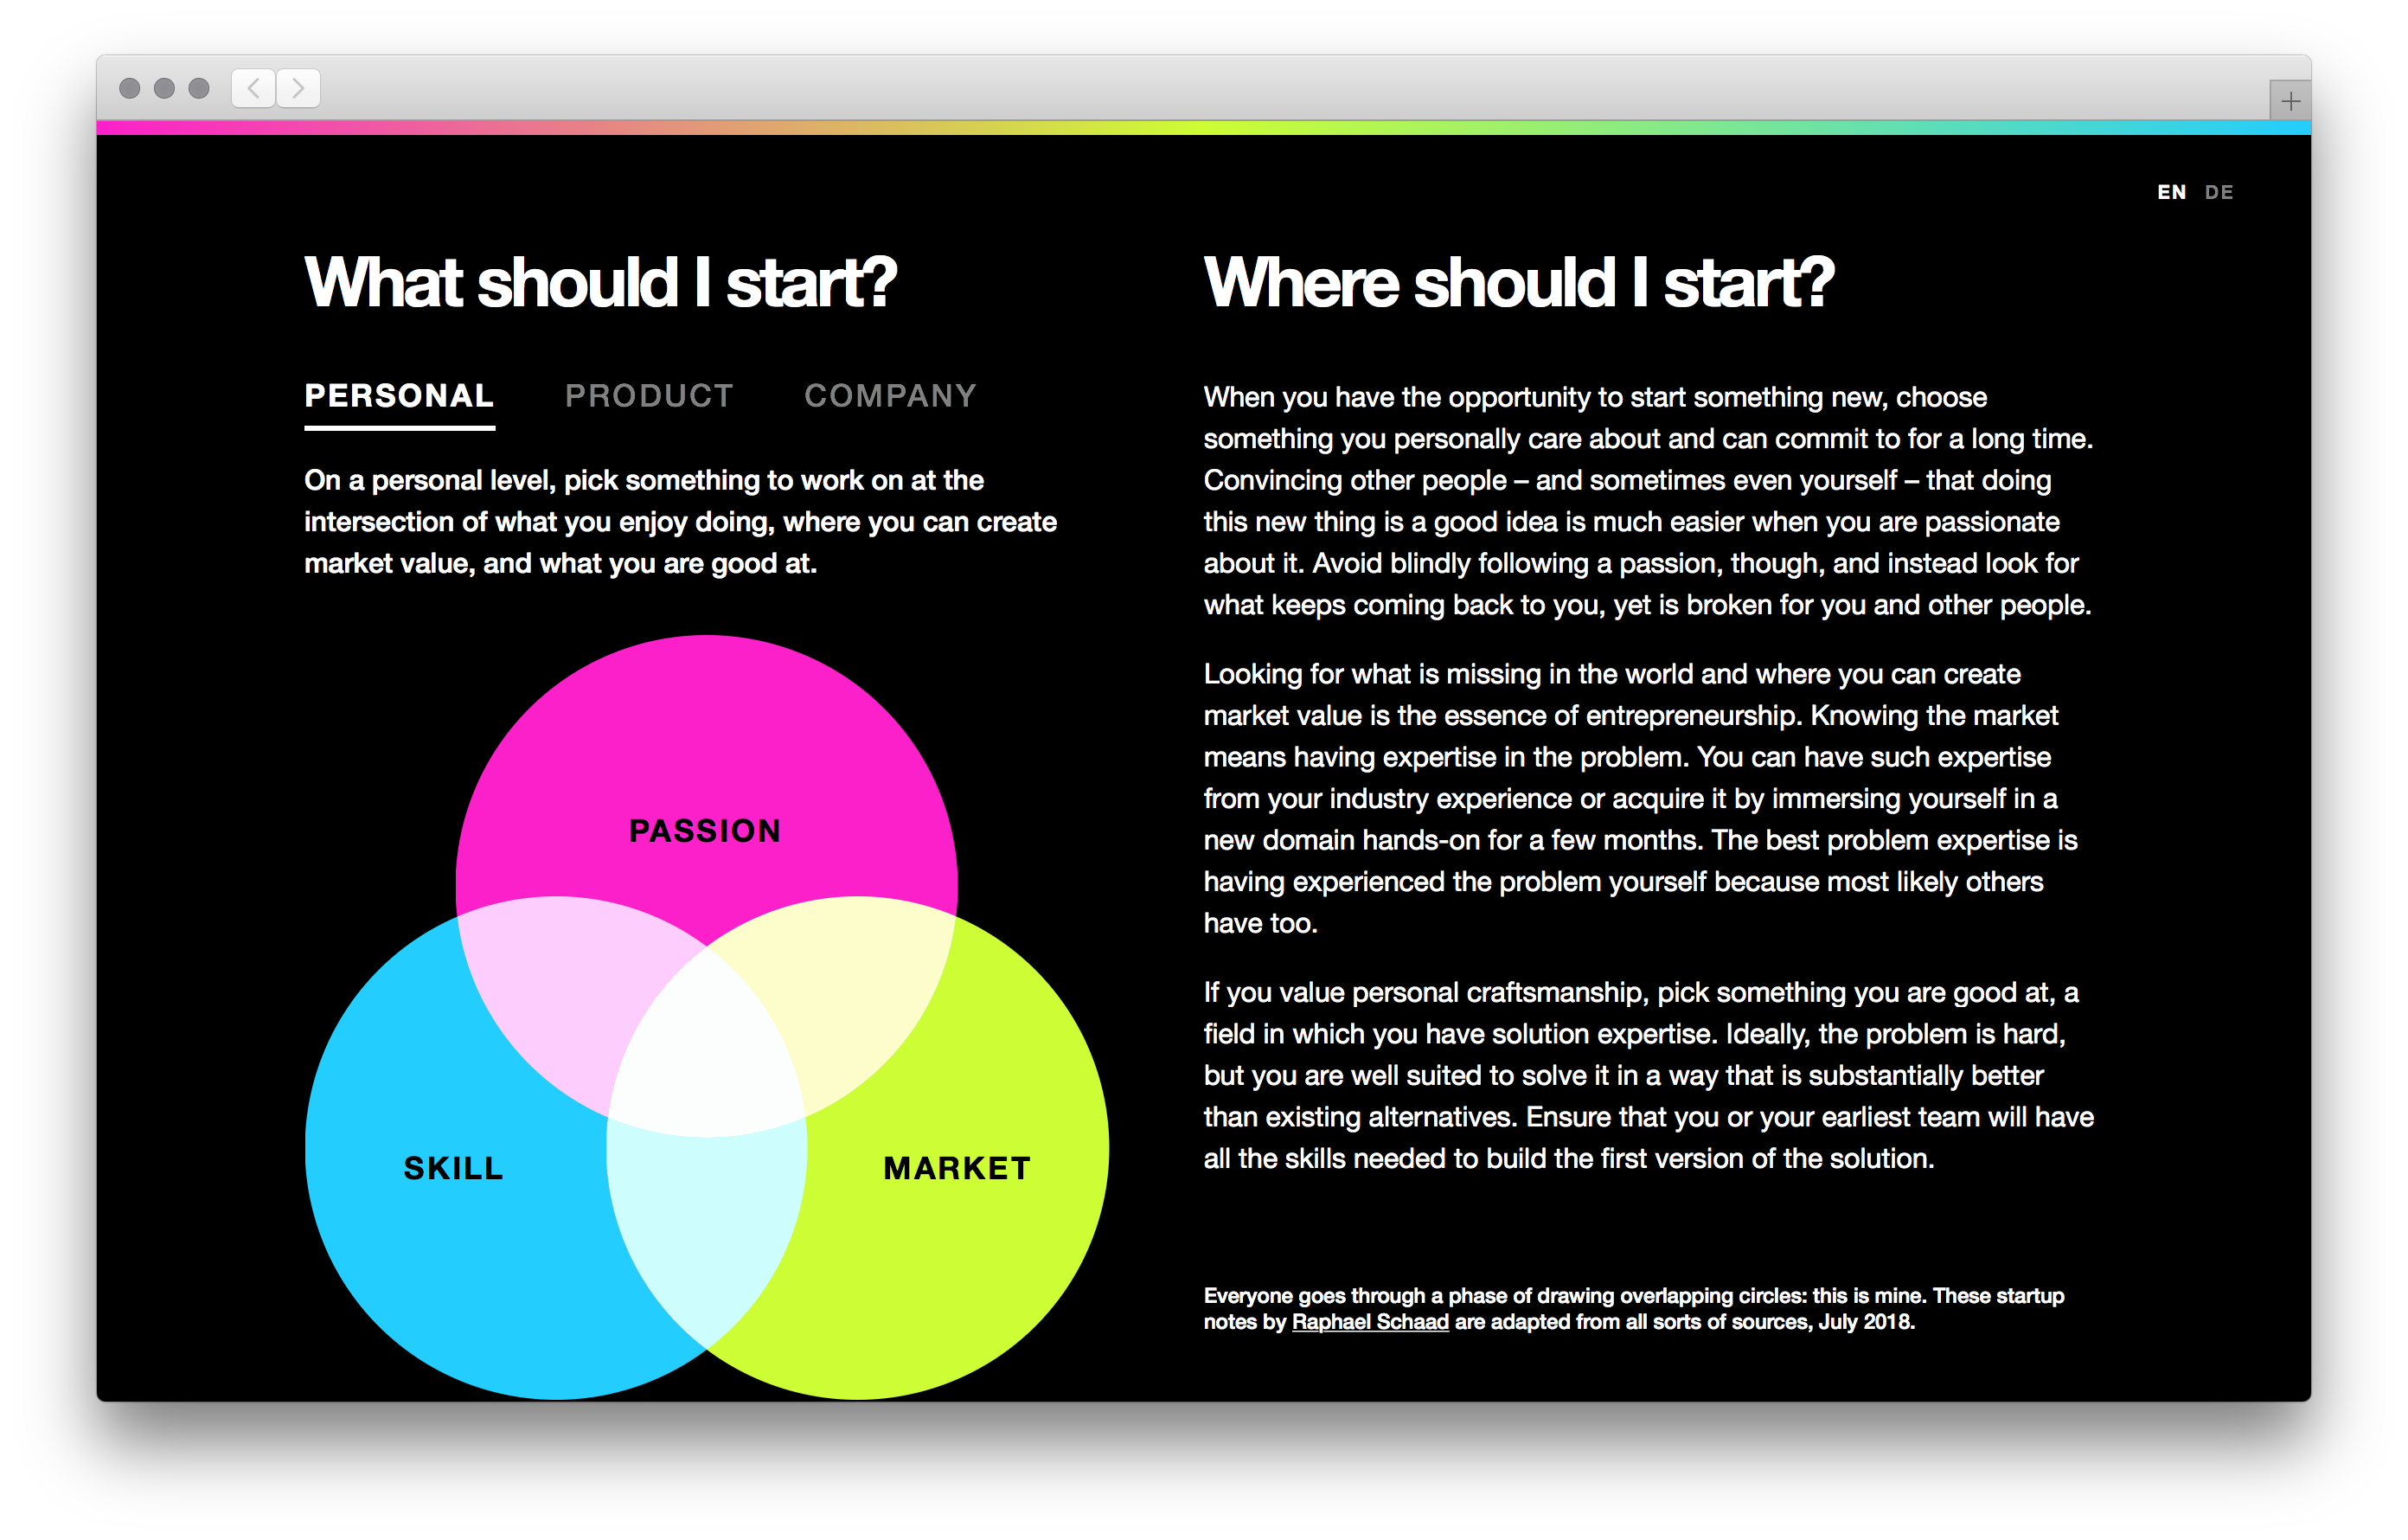 EN DE
What should I start?
PERSONAL PRODUCT COMPANY
On a personal level, pick something to work on at the
intersection of what you enjoy doing, where you can create
market value, and what you are good at.
PASSION
SKILL
MARKET
Where should I start?
When you have the opportunity to start something new, choose
something you personally care about and can commit to for a long time.
Convincing other people – and sometimes even yourself – that doing
this new thing is a good idea is much easier when you are passionate
about it. Avoid blindly following a passion, though, and instead look for
what keeps coming back to you, yet is broken for you and other people.
Looking for what is missing in the world and where you can create
market value is the essence of entrepreneurship. Knowing the market
means having expertise in the problem. You can have such expertise
from your industry experience or acquire it by immersing yourself in a
new domain hands-on for a few months. The best problem expertise is
having experienced the problem yourself because most likely others
have too.
If you value personal craftsmanship, pick something you are good at, a
field in which you have solution expertise. Ideally, the problem is hard,
but you are well suited to solve it in a way that is substantially better
than existing alternatives. Ensure that you or your earliest team will have
all the skills needed to build the first version of the solution.
Everyone goes through a phase of drawing overlapping circles: this is mine. These startup
notes by Raphael Schaad are adapted from all sorts of sources, July 2018.